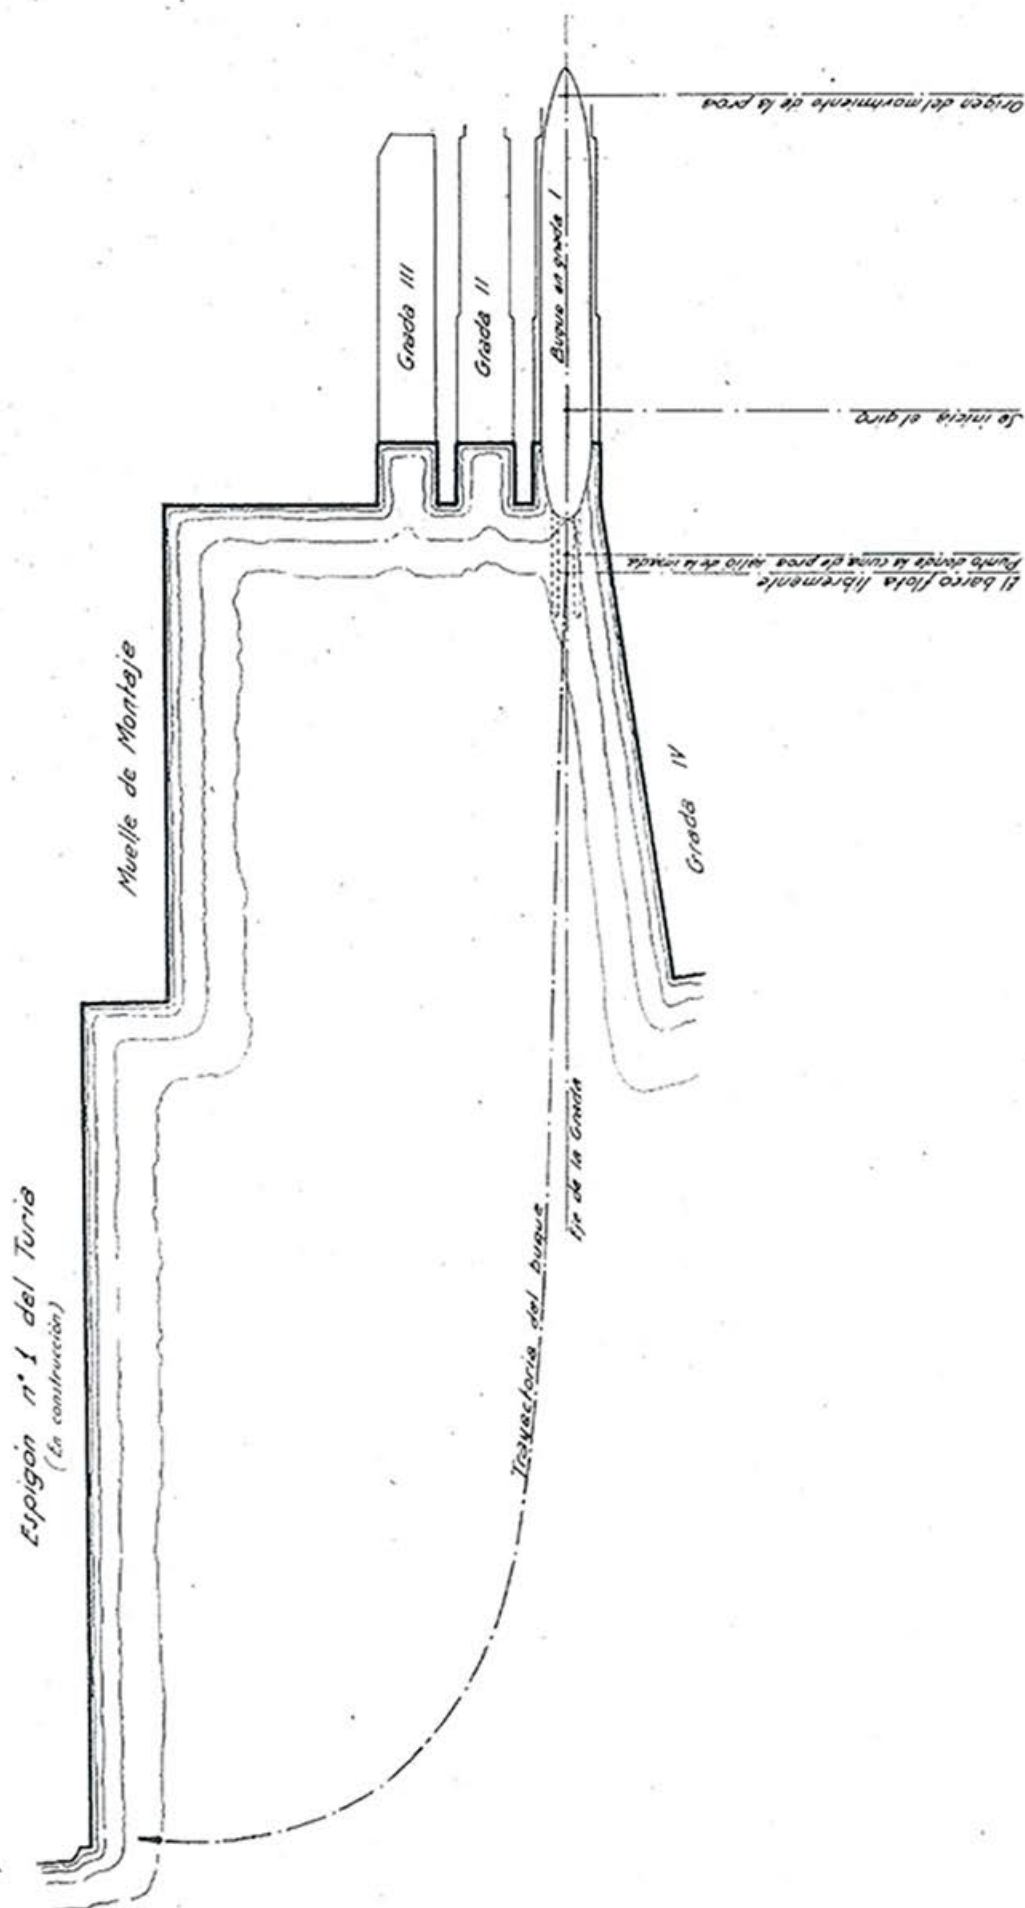 Origen del movimiento de la proa
Grada III
Grada II
Buque en grada I
Se inicia el giro
Punto donde la cuna de proa salió de la imada
El barco flota libremente
Muelle de Montaje
Grada IV
Eje de la Grada
Trayectoria del buque
Espigón nº 1 del Turia
(En construcción)